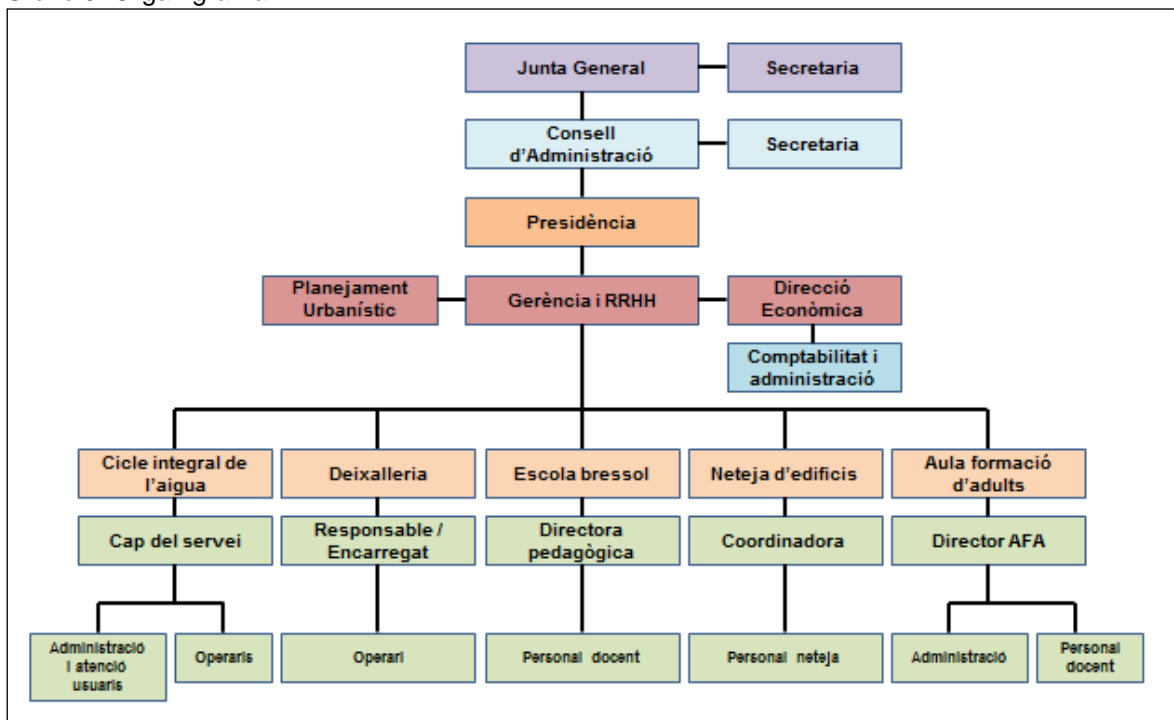 Junta General
Secretaria
Consell
d'Administració
Secretaria
Presidència
Planejament
Urbanístic
Gerència i RRHH
Direcció
Econòmica
Comptabilitat i
administració
Cicle integral de
l'aigua
Deixalleria
Escola bressol
Neteja d'edificis
Aula formació
d'adults
Cap del servei
Responsable /
Encarregat
Directora
pedagògica
Coordinadora
Director AFA
Administració
i atenció
usuaris
Operaris
Operari
Personal docent
Personal neteja
Administració
Personal
docent